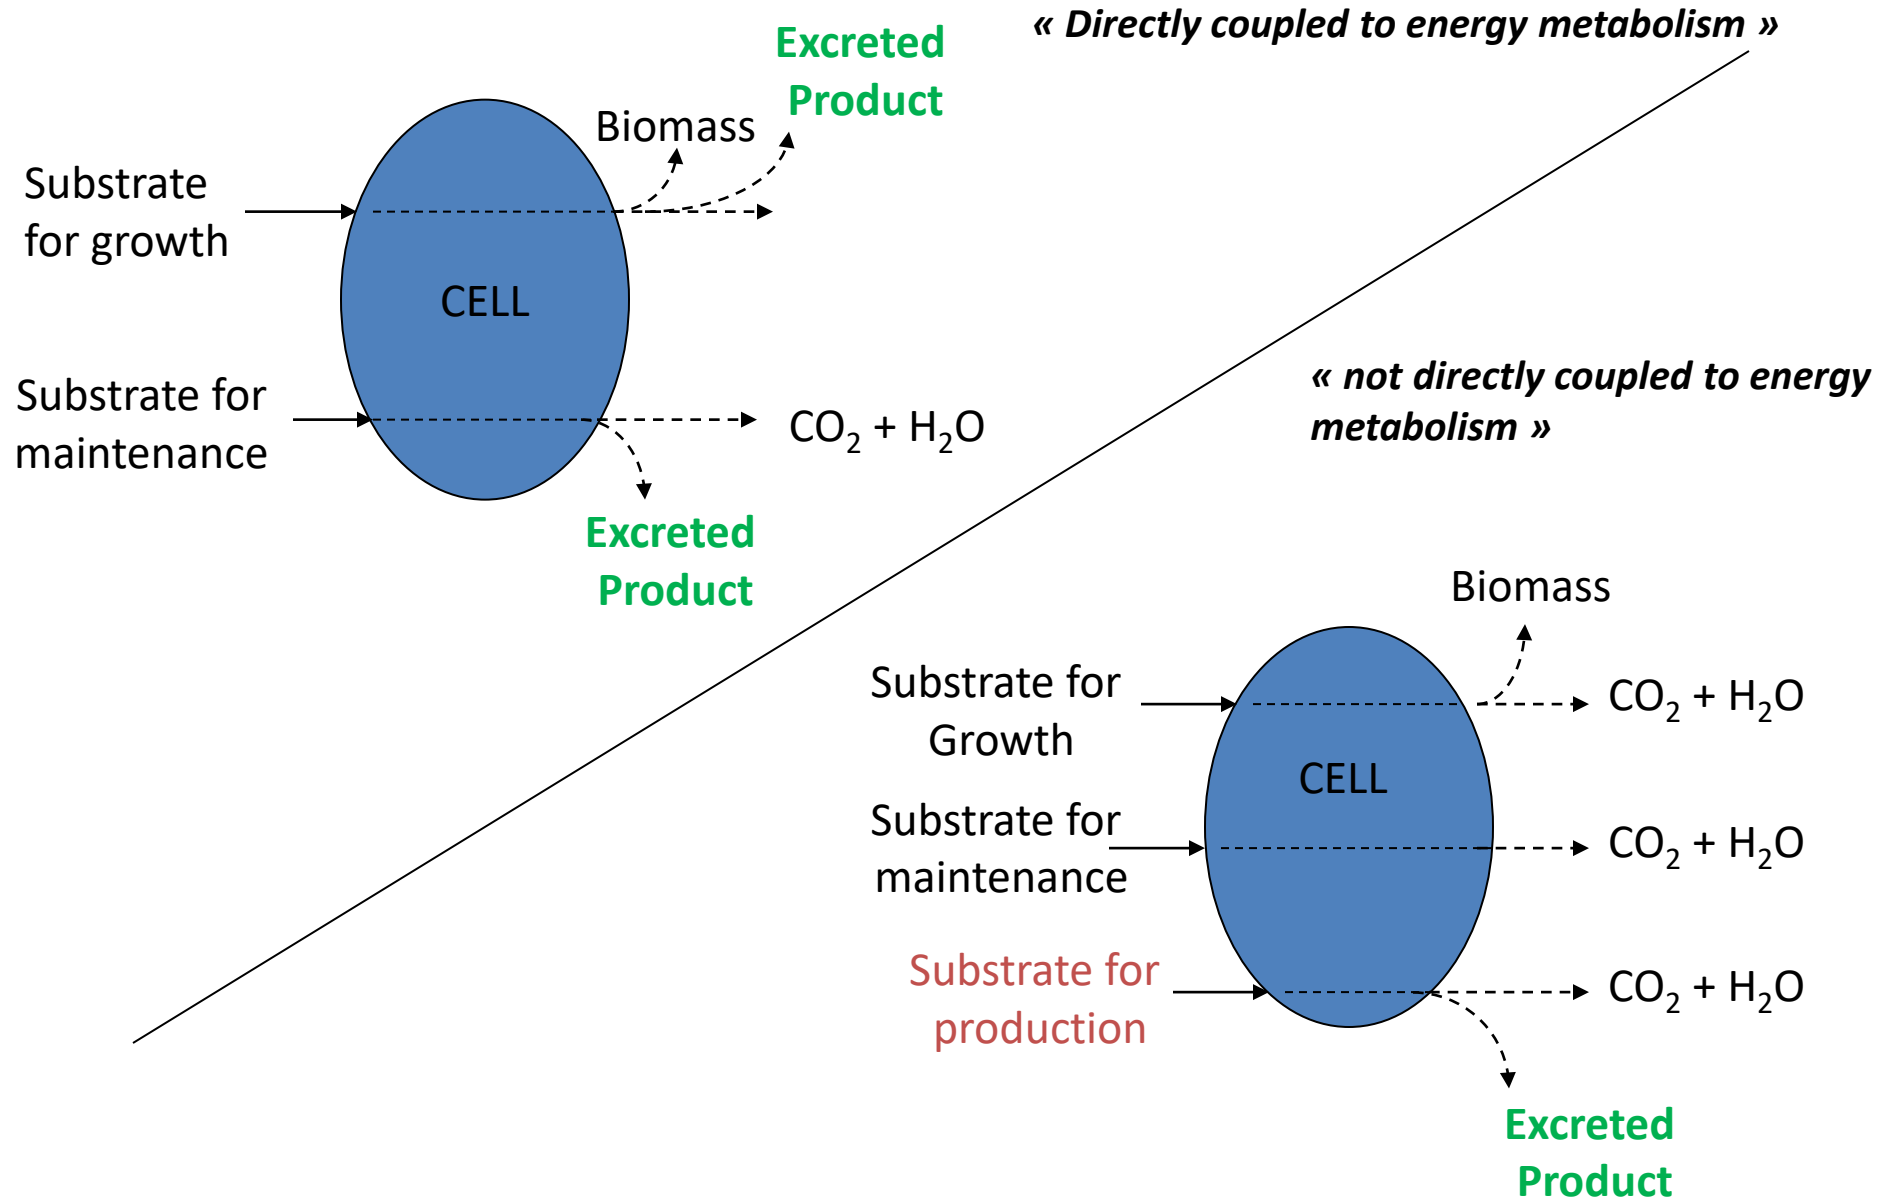 « Directly coupled to energy metabolism »
Excreted
Product
Biomass
Substrate
for growth
CELL
Substrate for
maintenance
CO₂ + H₂O
Excreted
Product
« not directly coupled to energy
metabolism »
Biomass
Substrate for
Growth
CO₂ + H₂O
CELL
Substrate for
maintenance
CO₂ + H₂O
Substrate for
production
CO₂ + H₂O
Excreted
Product